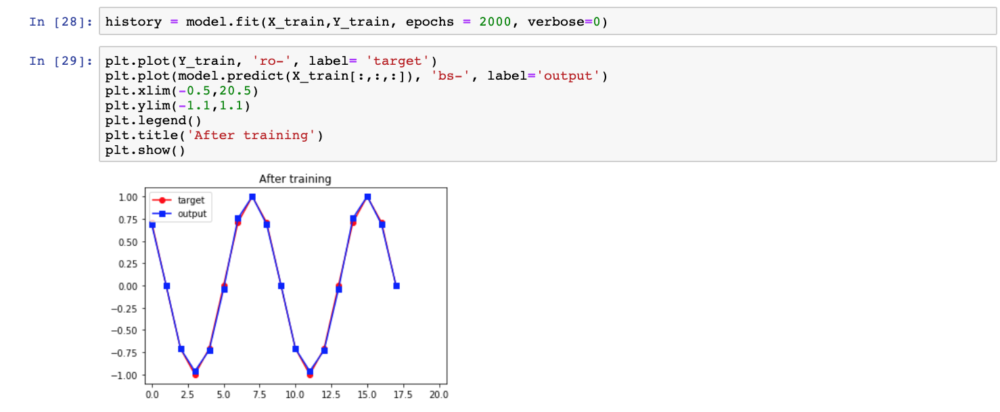 In [28]: history = model.fit(X_train,Y_train, epochs = 2000, verbose=0)
In [29]: plt.plot(Y_train, 'ro-', label= 'target')
plt.plot(model.predict(X_train[:,:,:]), 'bs-', label='output')
plt.xlim(-0.5,20.5)
plt.ylim(-1.1,1.1)
plt.legend()
plt.title('After training')
plt.show()
After training
target
output
1.00
0.75
0.50
0.25
0.00
−0.25
−0.50
−0.75
−1.00
0.0 2.5 5.0 7.5 10.0 12.5 15.0 17.5 20.0